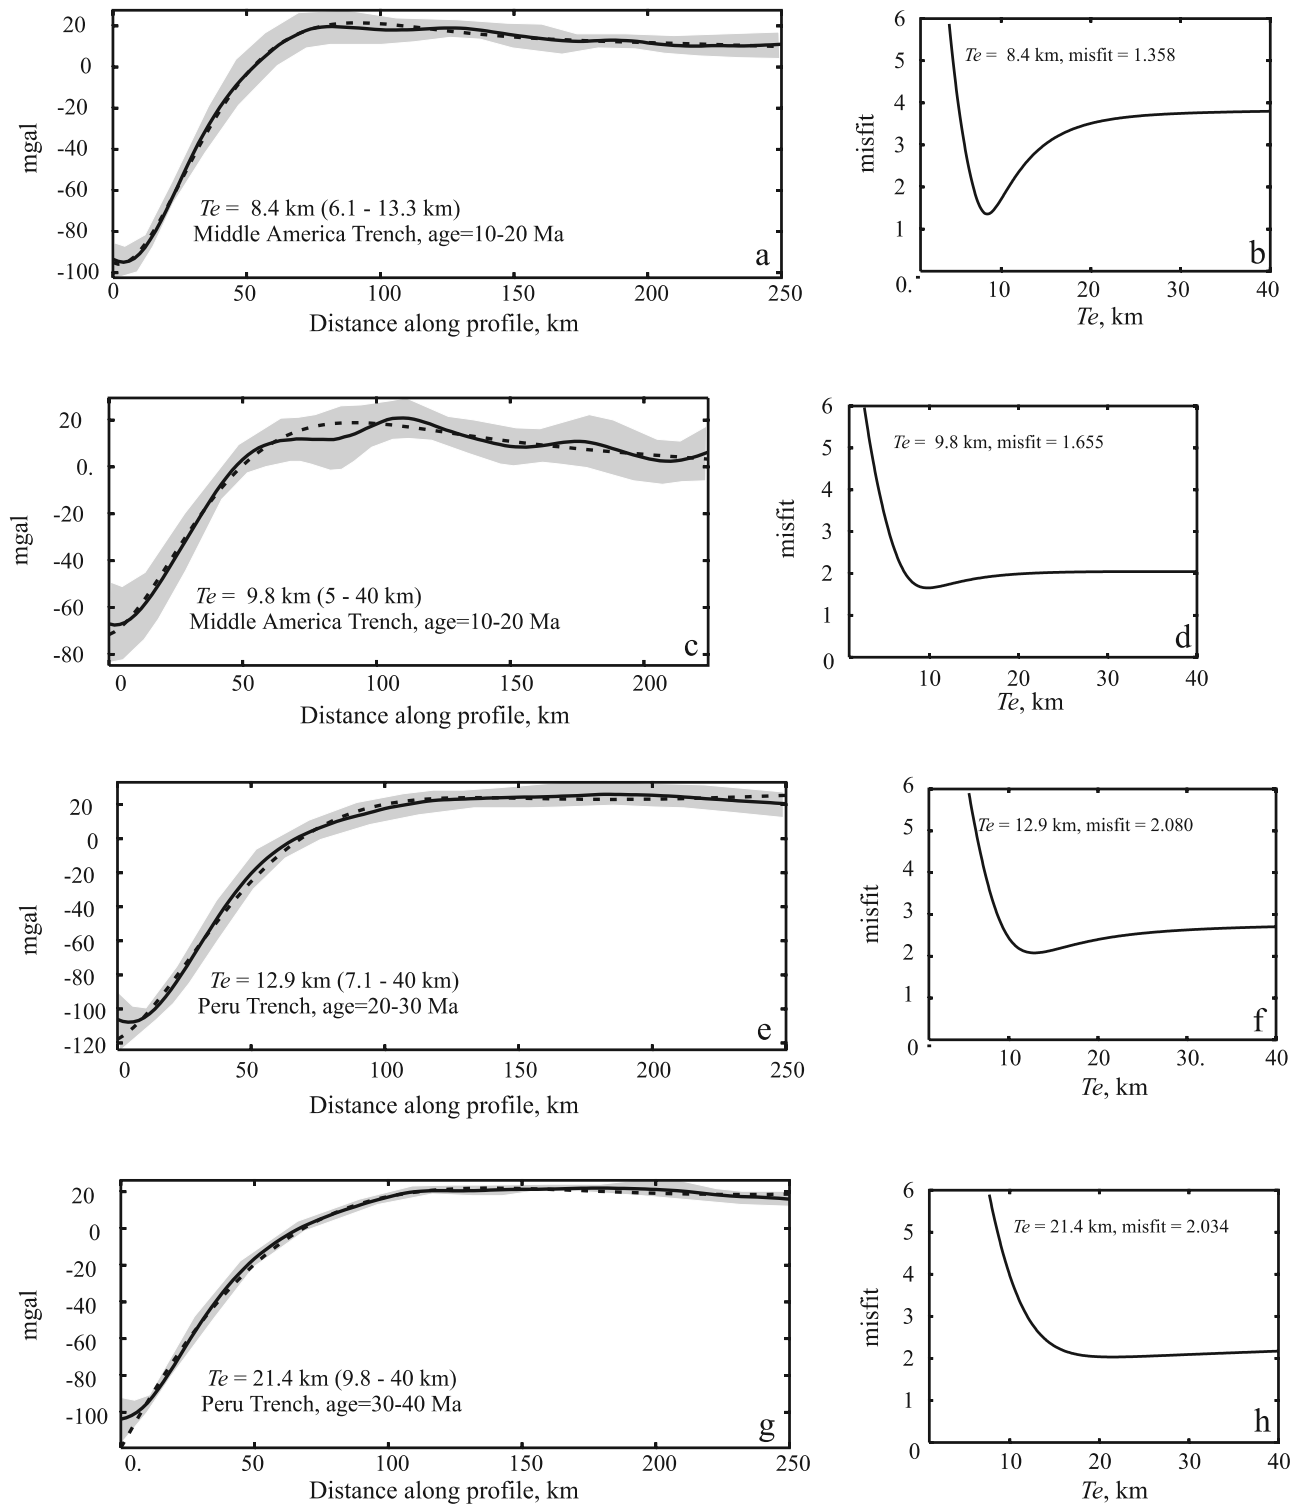 20
0
-20
-40
-60
-80
-100
mgal
Te = 8.4 km (6.1 - 13.3 km)
Middle America Trench, age=10-20 Ma
a
0 50 100 150 200 250
Distance along profile, km
6
5
4
3
2
1
0.
misfit
Te = 8.4 km, misfit = 1.358
b
10 20 30 40
Te, km
20
0.
-20
-40
-60
-80
mgal
Te = 9.8 km (5 - 40 km)
Middle America Trench, age=10-20 Ma
c
0 50 100 150 200
Distance along profile, km
6
5
4
3
2
1
0
misfit
Te = 9.8 km, misfit = 1.655
d
10 20 30 40
Te, km
20
0
-20
-40
-60
-80
-100
-120
mgal
Te = 12.9 km (7.1 - 40 km)
Peru Trench, age=20-30 Ma
e
0 50 100 150 200 250
Distance along profile, km
6
5
4
3
2
1
0
misfit
Te = 12.9 km, misfit = 2.080
f
10 20 30. 40
Te, km
20
0
-20
-40
-60
-80
-100
mgal
Te = 21.4 km (9.8 - 40 km)
Peru Trench, age=30-40 Ma
g
0. 50 100 150 200 250
Distance along profile, km
6
5
4
3
2
1
0
misfit
Te = 21.4 km, misfit = 2.034
h
10 20 30 40
Te, km